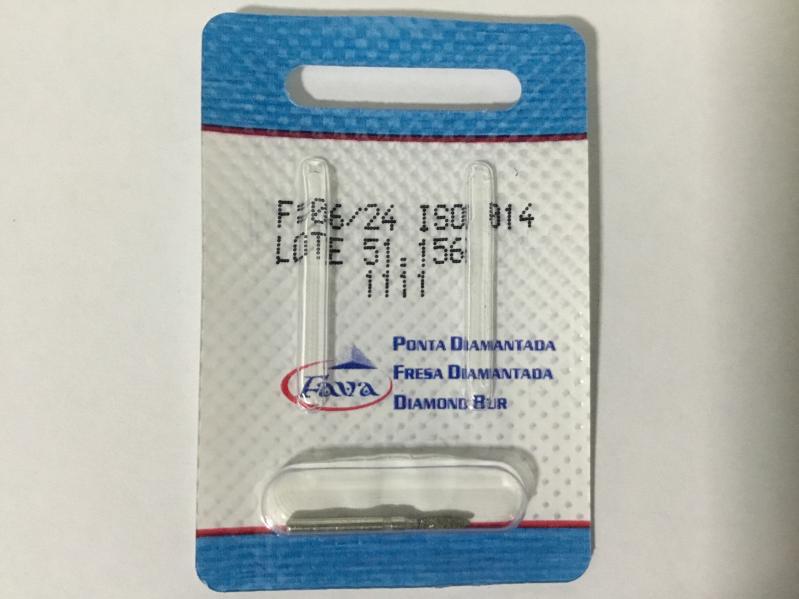 F:06/24 ISO 014
LOTE 51.156
1111
PONTA DIAMANTADA
FRESA DIAMANTADA
DIAMOND BUR
Fava